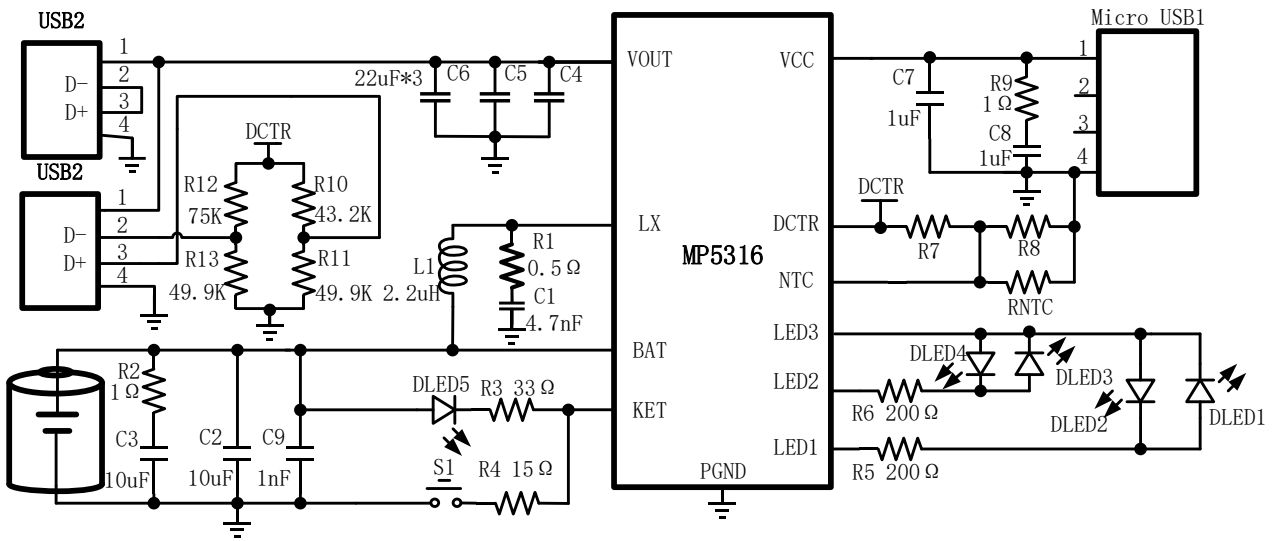 USB2
1
2
D-
3
D+
4
USB2
1
2
D-
3
D+
4
DCTR
R12
75K
R10
43.2K
R13
49.9K
R11
49.9K
22uF*3
C6
C5
C4
L1
2.2uH
R1
0.5Ω
C1
4.7nF
R2
1Ω
C3
10uF
C2
10uF
C9
1nF
DLED5
R3 33Ω
S1
R4 15Ω
VOUT
LX
BAT
KET
MP5316
PGND
VCC
DCTR
NTC
LED3
LED2
LED1
Micro USB1
1
2
3
4
C7
1uF
R9
1Ω
C8
1uF
DCTR
R7
R8
RNTC
DLED4
DLED3
R6 200Ω
DLED2
DLED1
R5 200Ω